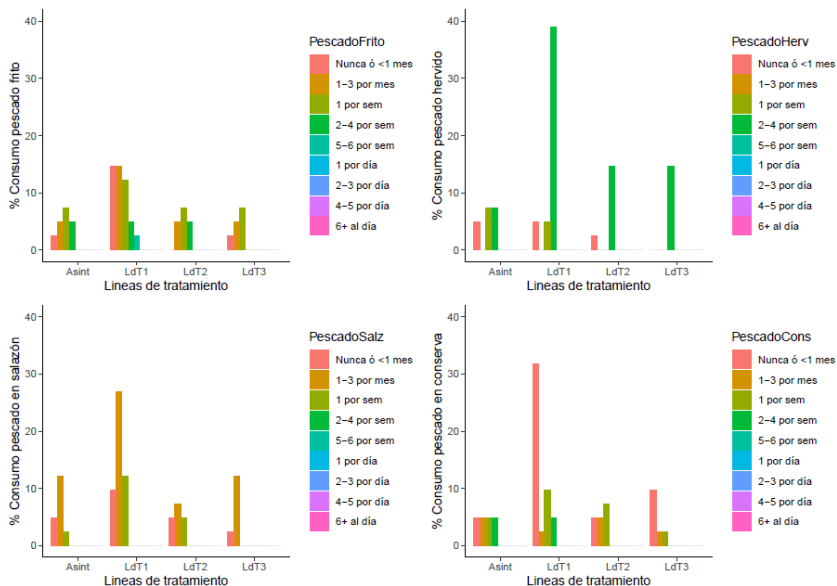 % Consumo pescado frito
40
30
20
10
0
Asint LdT1 LdT2 LdT3
Lineas de tratamiento
PescadoFrito
Nunca ó <1 mes
1−3 por mes
1 por sem
2−4 por sem
5−6 por sem
1 por día
2−3 por día
4−5 por día
6+ al día
% Consumo pescado hervido
40
30
20
10
0
Asint LdT1 LdT2 LdT3
Lineas de tratamiento
PescadoHerv
Nunca ó <1 mes
1−3 por mes
1 por sem
2−4 por sem
5−6 por sem
1 por día
2−3 por día
4−5 por día
6+ al día
% Consumo pescado en salazón
40
30
20
10
0
Asint LdT1 LdT2 LdT3
Lineas de tratamiento
PescadoSalz
Nunca ó <1 mes
1−3 por mes
1 por sem
2−4 por sem
5−6 por sem
1 por día
2−3 por día
4−5 por día
6+ al día
% Consumo pescado en conserva
40
30
20
10
0
Asint LdT1 LdT2 LdT3
Lineas de tratamiento
PescadoCons
Nunca ó <1 mes
1−3 por mes
1 por sem
2−4 por sem
5−6 por sem
1 por día
2−3 por día
4−5 por día
6+ al día